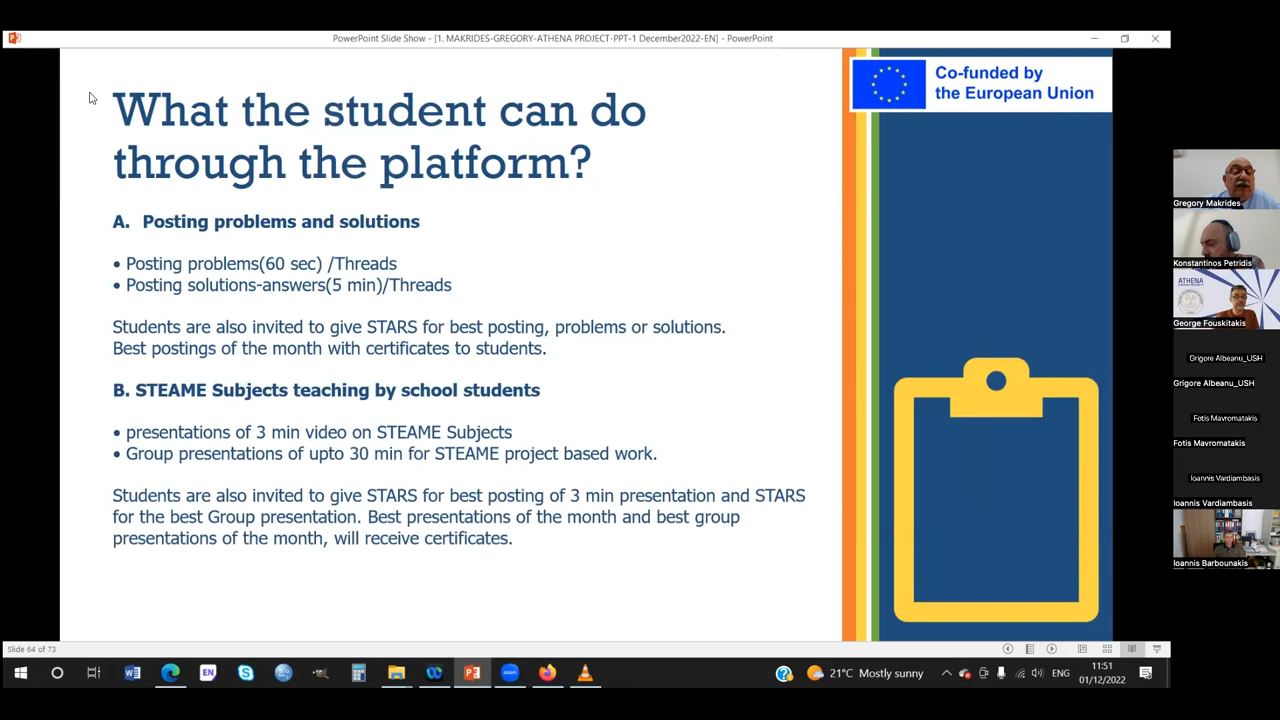 PowerPoint Slide Show - [1. MAKRIDES-GREGORY-ATHENA PROJECT-PPT-1 December2022-EN] - PowerPoint
What the student can do
through the platform?
A. Posting problems and solutions
• Posting problems(60 sec) /Threads
• Posting solutions-answers(5 min)/Threads
Students are also invited to give STARS for best posting, problems or solutions.
Best postings of the month with certificates to students.
B. STEAME Subjects teaching by school students
• presentations of 3 min video on STEAME Subjects
• Group presentations of upto 30 min for STEAME project based work.
Students are also invited to give STARS for best posting of 3 min presentation and STARS
for the best Group presentation. Best presentations of the month and best group
presentations of the month, will receive certificates.
Co-funded by
the European Union
Gregory Makrides
Konstantinos Petridis
ATHENA
George Fouskitakis
Grigore Albeanu_USH
Grigore Albeanu_USH
Fotis Mavromatakis
Fotis Mavromatakis
Ioannis Vardiambasis
Ioannis Vardiambasis
Ioannis Barbounakis
Slide 64 of 73
EN
zoom
21°C Mostly sunny
ENG
11:51
01/12/2022